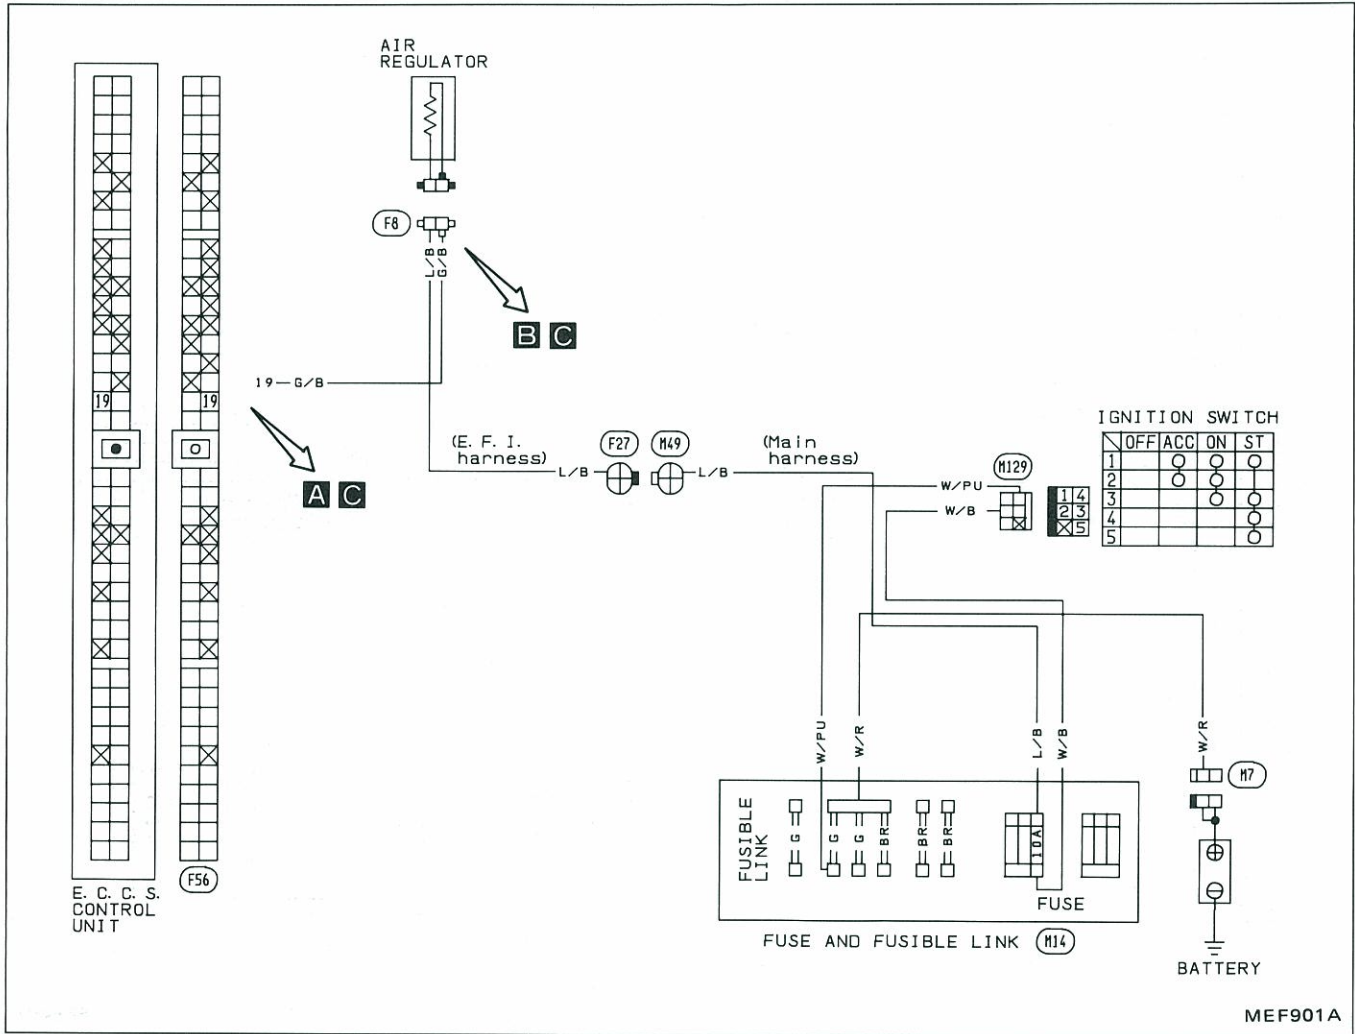 AIR
REGULATOR
F8
L/B
G/B
B C
19
19
19 G/B
A C
(E. F. I.
harness)
L/B
F27
M49
L/B
(Main
harness)
W/PU
W/B
M129
1 4
2 3
5
IGNITION SWITCH
OFF ACC ON ST
1
2
3
4
5
W/PU
W/R
L/B
W/B
W/R
M7
FUSIBLE
LINK
G
G
G
BR
BR
BR
10A
FUSE
FUSE AND FUSIBLE LINK M14
BATTERY
E. C. C. S.
CONTROL
UNIT
F56
MEF901A